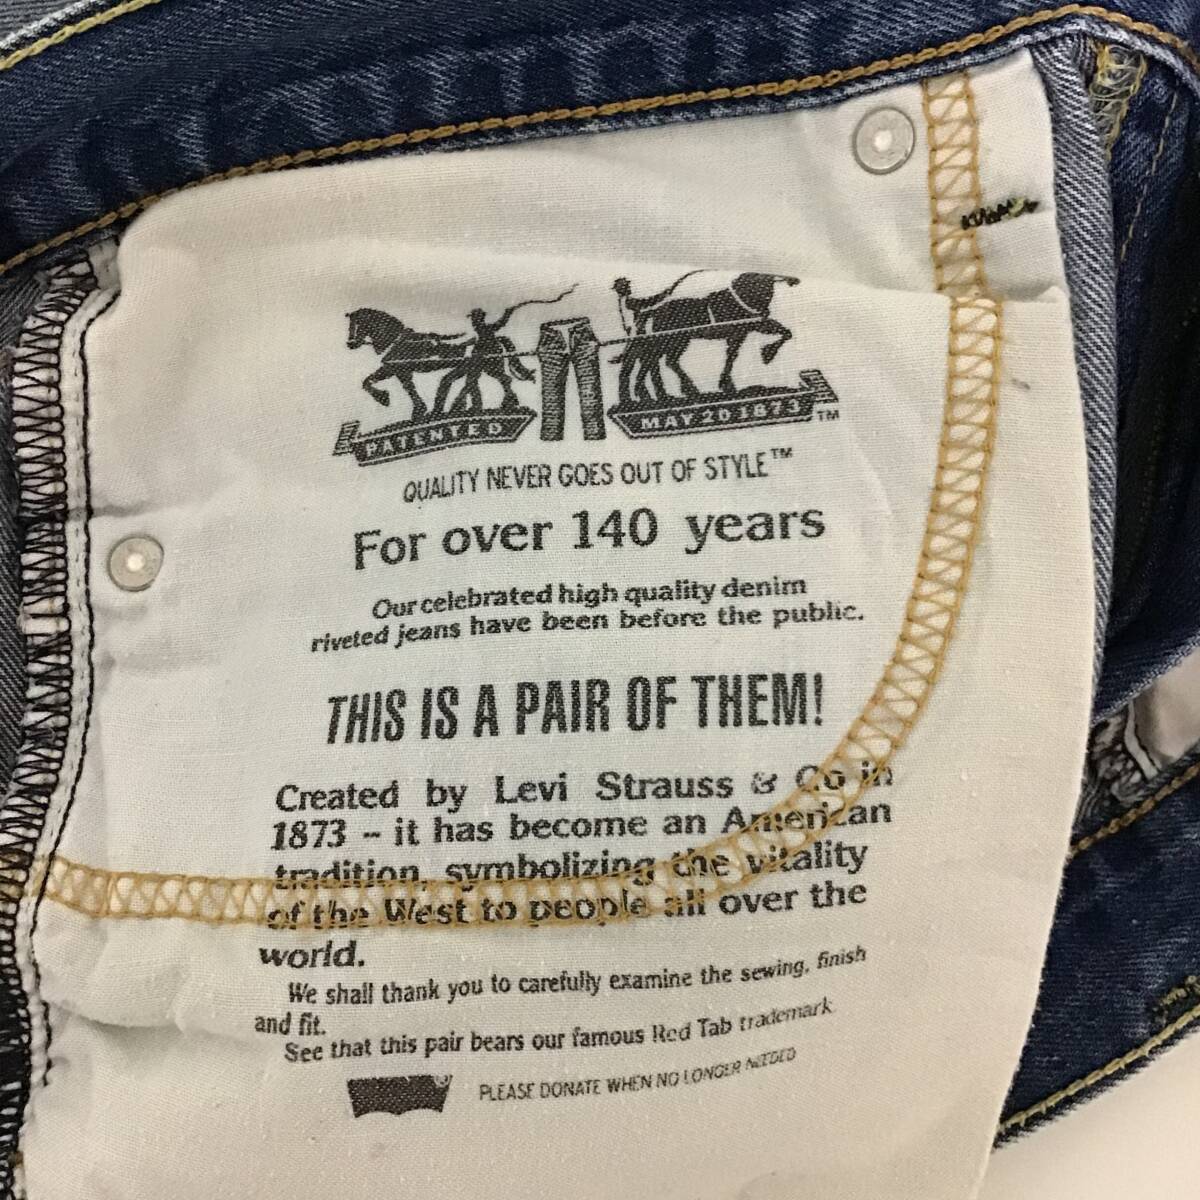 PATENTED
MAY 20 1873 ™
QUALITY NEVER GOES OUT OF STYLE™
For over 140 years
Our celebrated high quality denim
riveted jeans have been before the public.
THIS IS A PAIR OF THEM!
Created by Levi Strauss & Co in
1873 -- it has become an American
tradition, symbolizing the vitality
of the West to people all over the
world.
We shall thank you to carefully examine the sewing, finish
and fit.
See that this pair bears our famous Red Tab trademark
PLEASE DONATE WHEN NO LONGER NEEDED